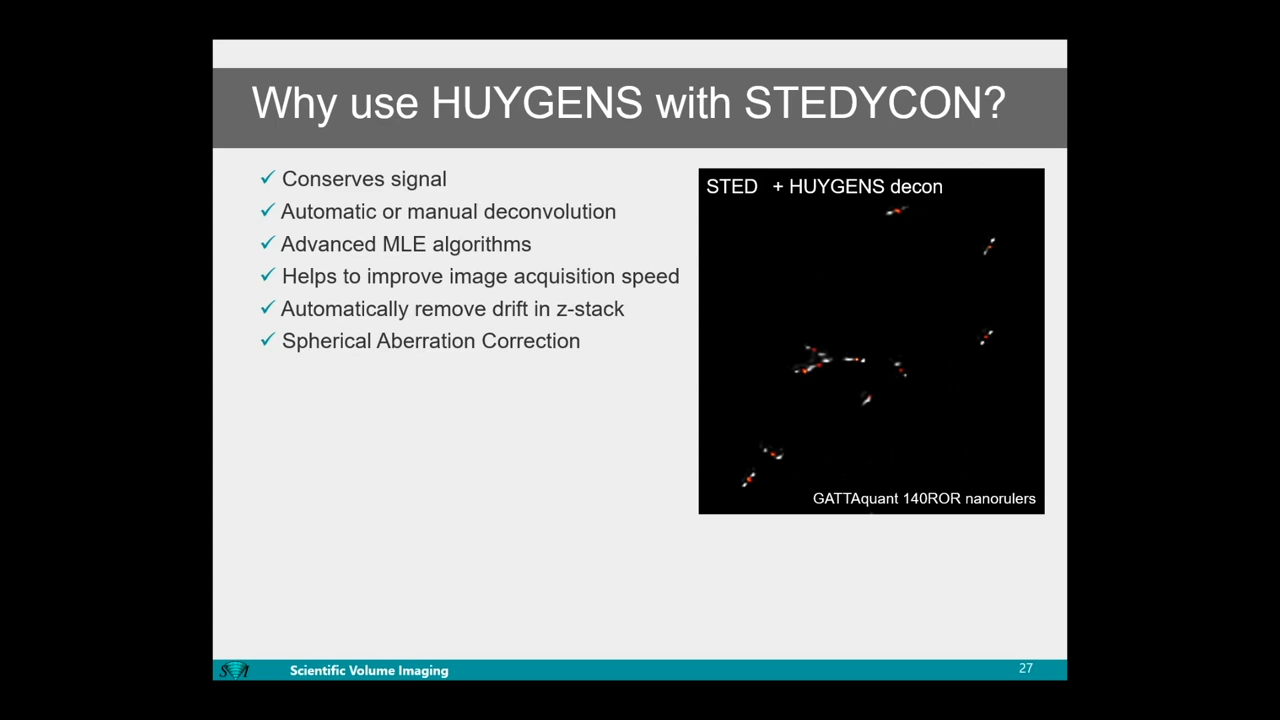 Why use HUYGENS with STEDYCON?
✓ Conserves signal
✓ Automatic or manual deconvolution
✓ Advanced MLE algorithms
✓ Helps to improve image acquisition speed
✓ Automatically remove drift in z-stack
✓ Spherical Aberration Correction
STED + HUYGENS decon
GATTAquant 140ROR nanorulers
SVI
Scientific Volume Imaging
27